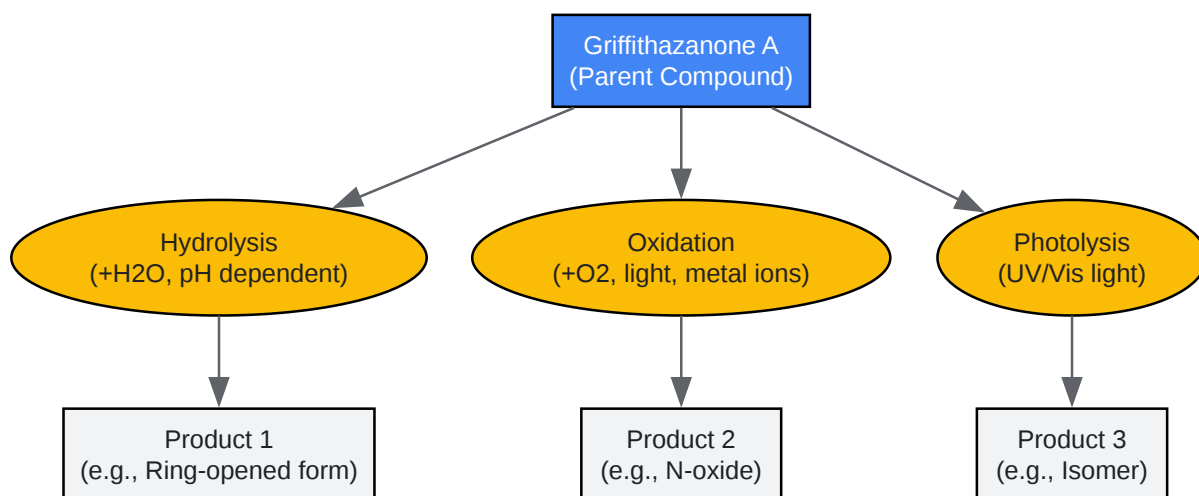 Griffithazanone A
(Parent Compound)
Hydrolysis
(+H2O, pH dependent)
Oxidation
(+O2, light, metal ions)
Photolysis
(UV/Vis light)
Product 1
(e.g., Ring-opened form)
Product 2
(e.g., N-oxide)
Product 3
(e.g., Isomer)